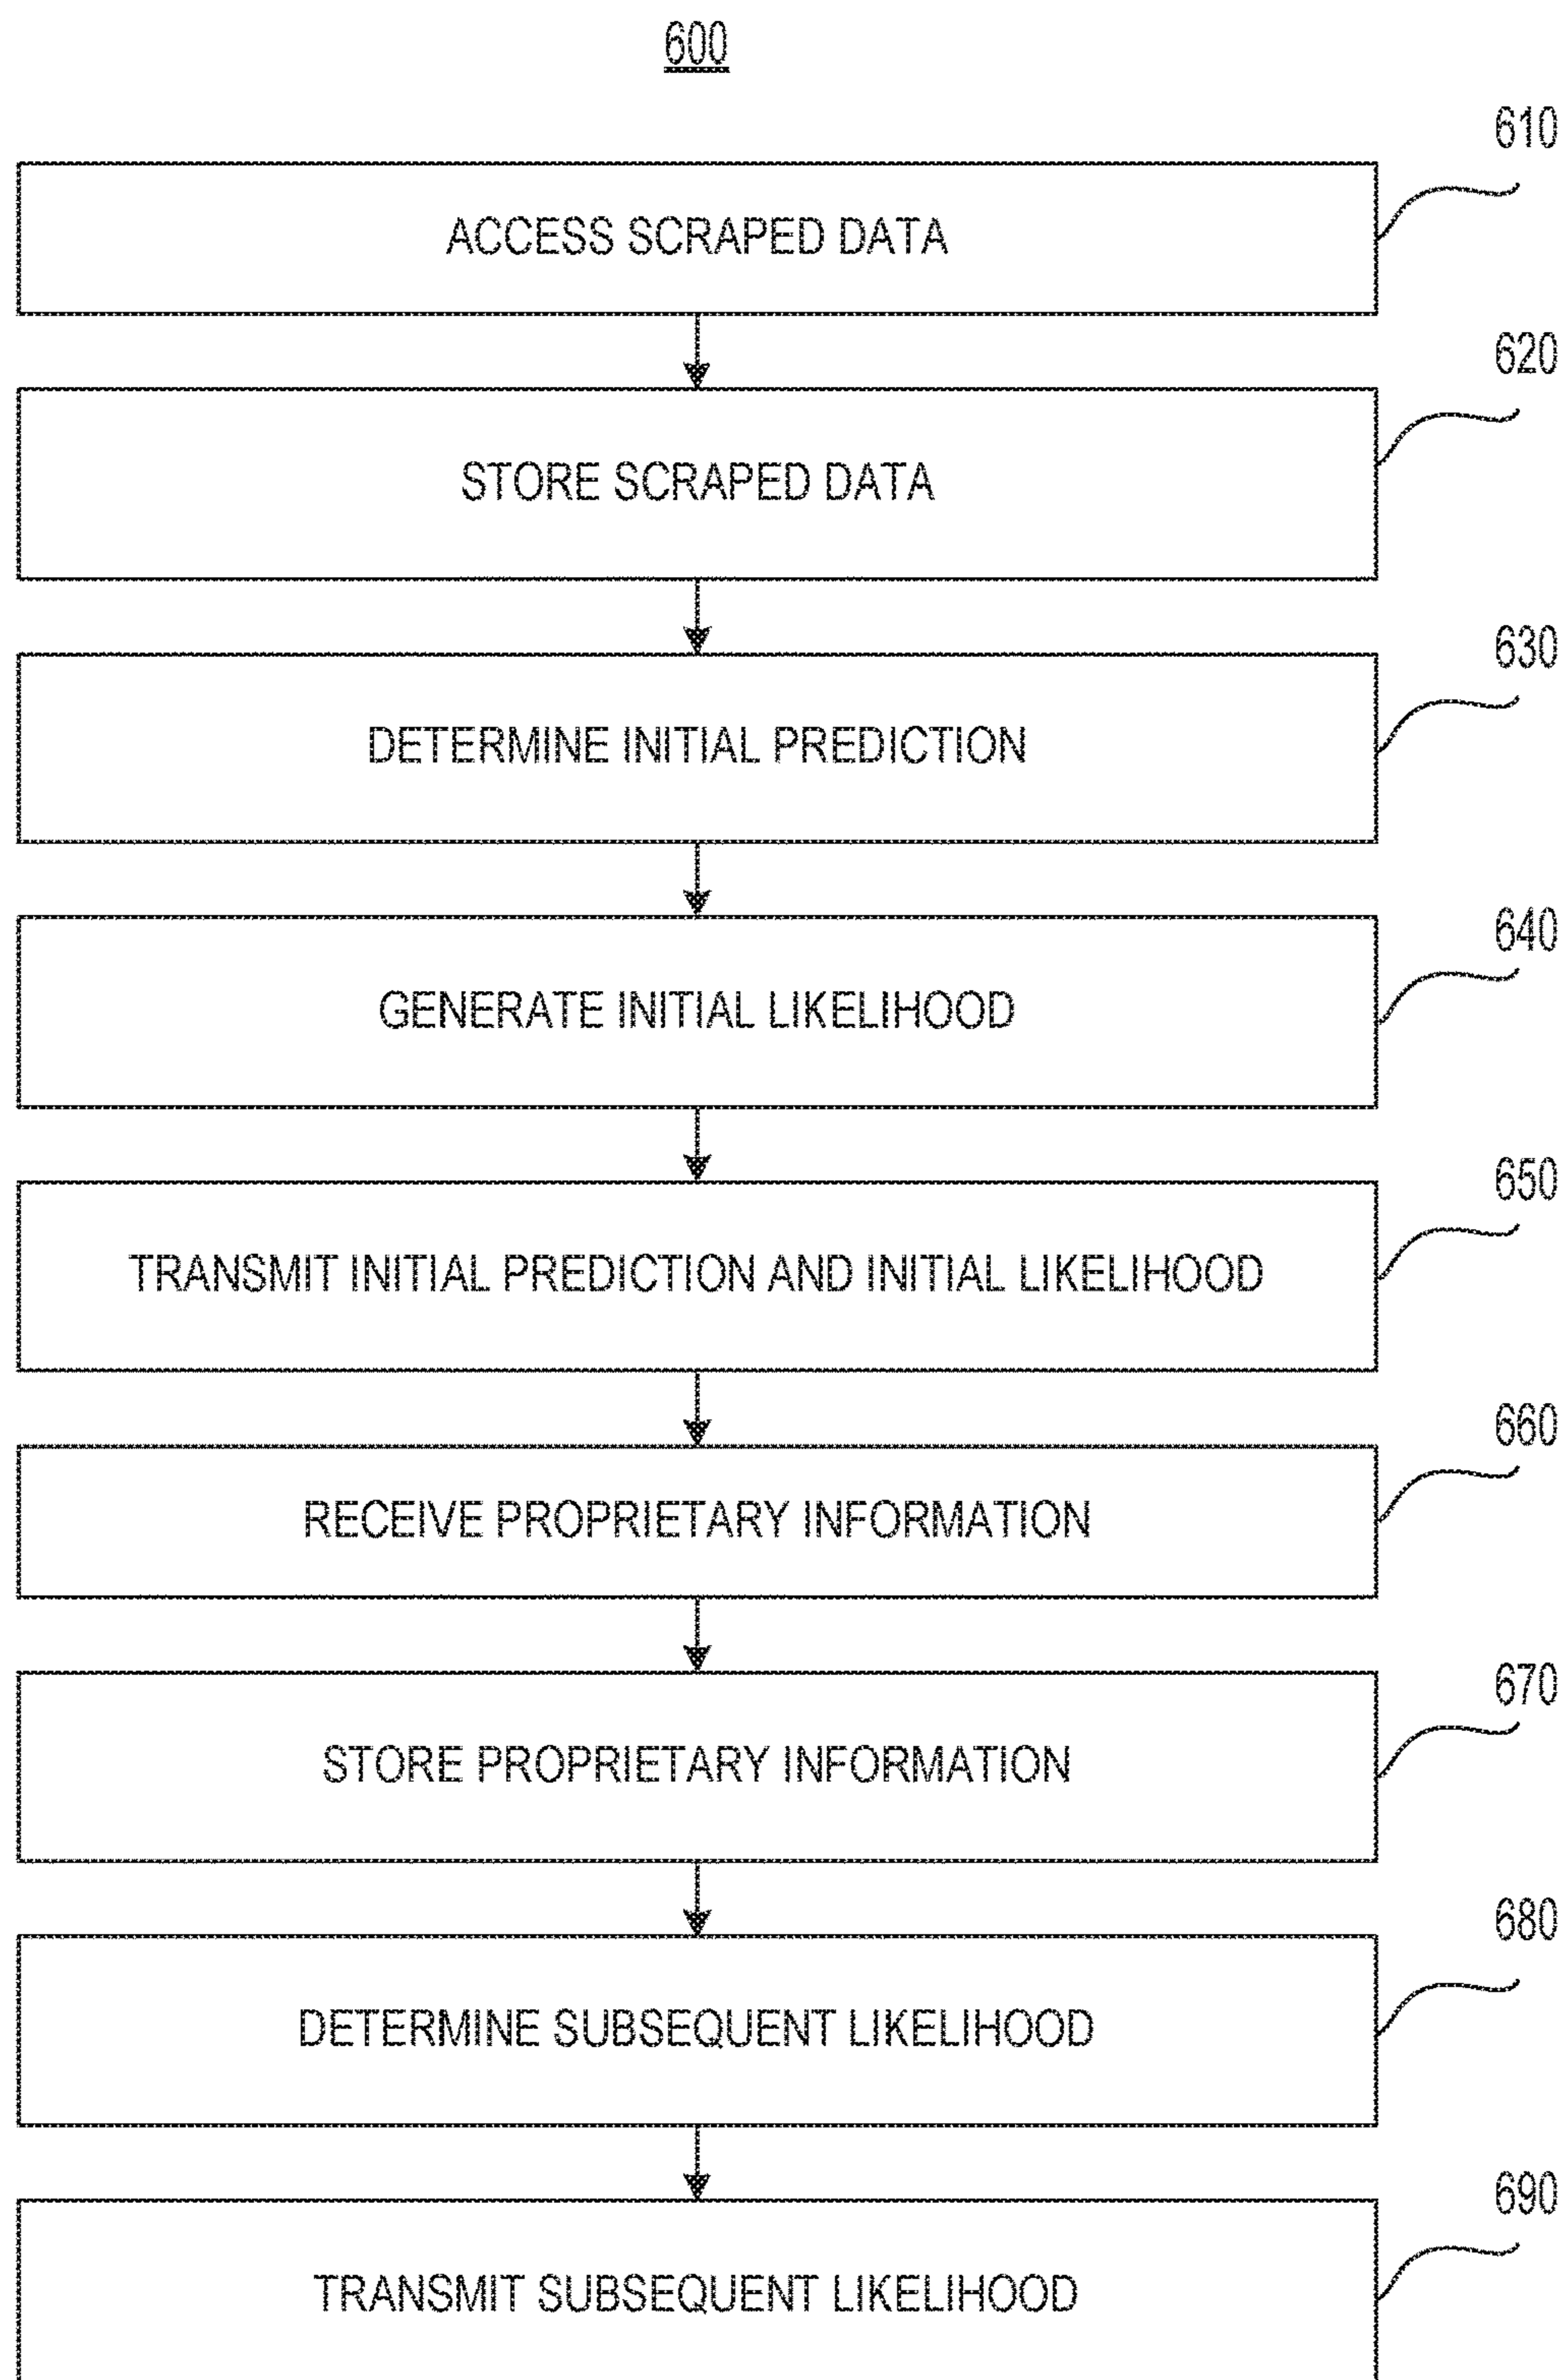 600
610
ACCESS SCRAPED DATA
620
STORE SCRAPED DATA
630
DETERMINE INITIAL PREDICTION
640
GENERATE INITIAL LIKELIHOOD
650
TRANSMIT INITIAL PREDICTION AND INITIAL LIKELIHOOD
660
RECEIVE PROPRIETARY INFORMATION
670
STORE PROPRIETARY INFORMATION
680
DETERMINE SUBSEQUENT LIKELIHOOD
690
TRANSMIT SUBSEQUENT LIKELIHOOD